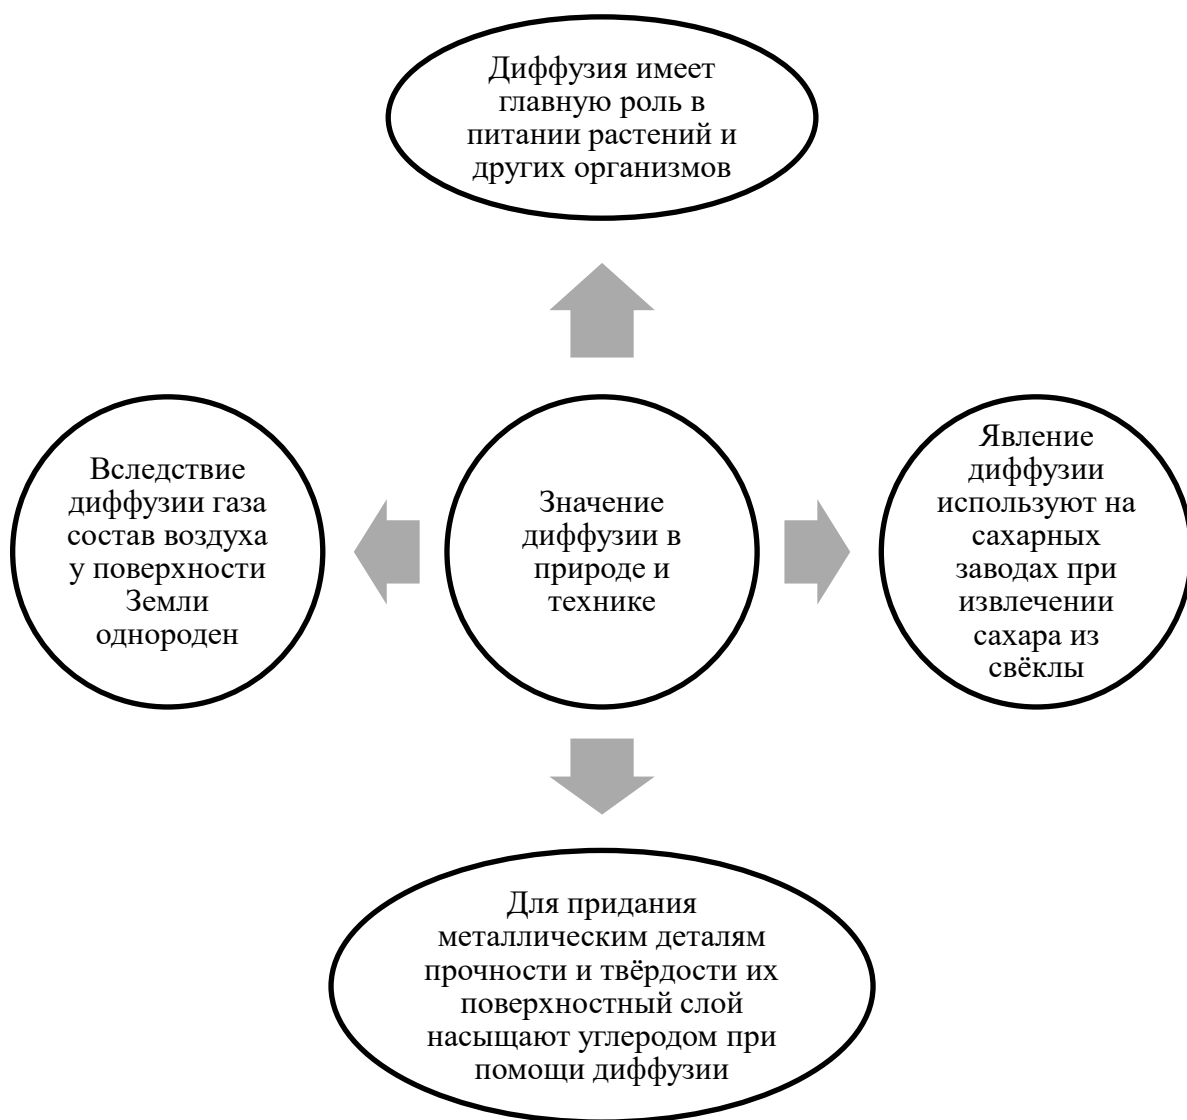 Диффузия имеет
главную роль в
питании растений и
других организмов
Вследствие
диффузии газа
состав воздуха
у поверхности
Земли
однороден
Значение
диффузии в
природе и
технике
Явление
диффузии
используют на
сахарных
заводах при
извлечении
сахара из
свёклы
Для придания
металлическим деталям
прочности и твёрдости их
поверхностный слой
насыщают углеродом при
помощи диффузии